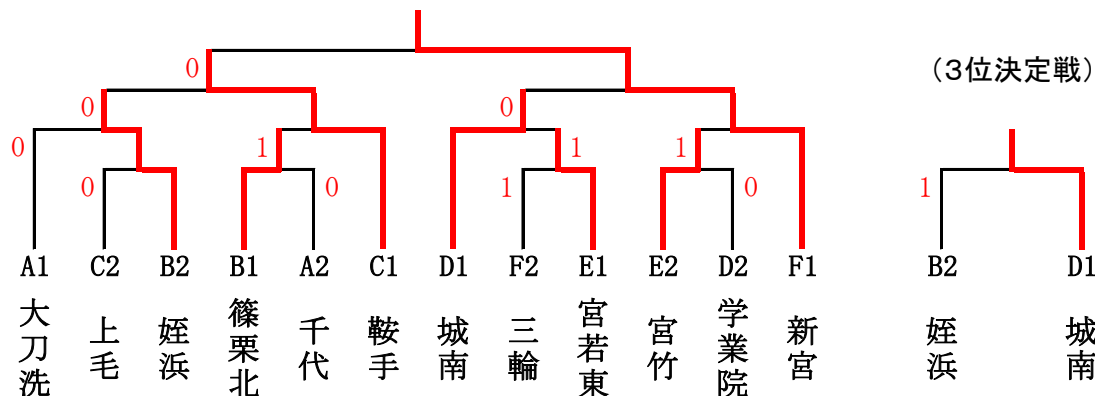 (3位決定戦)
0
0
0
0
1
0
0
1
1
1
0
1
A1 C2 B2 B1 A2 C1 D1 F2 E1 E2 D2 F1 B2 D1
大刀洗
上毛
姪浜
篠栗北
千代
鞍手
城南
三輪
宮若東
宮竹
学業院
新宮
姪浜
城南